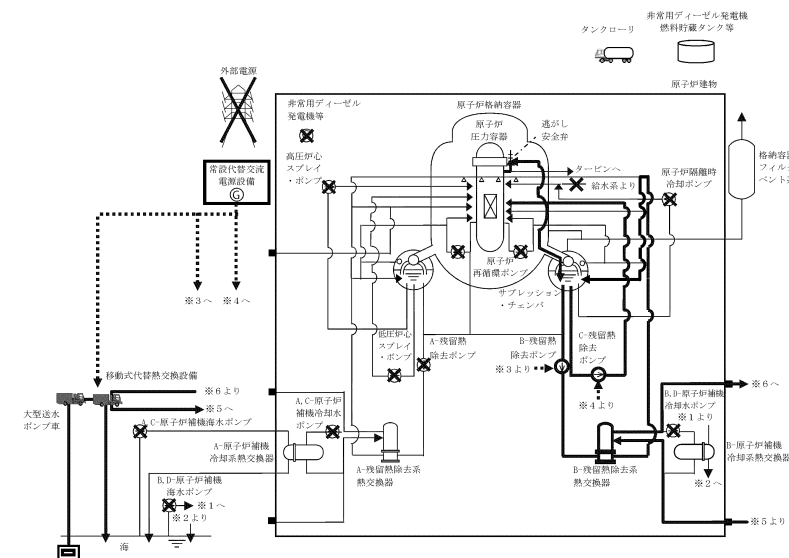 非常用ディーゼル発電機
燃料貯蔵タンク等
タンクローリ
原子炉建物
外部電源
非常用ディーゼル
発電機等
原子炉格納容器
原子炉
圧力容器
逃がし
安全弁
高圧炉心
スプレイ
・ポンプ
タービンへ
給水系より
原子炉隔離時
冷却ポンプ
格納容器
フィル
ベント
常設代替交流
電源設備
G
原子炉
再循環ポンプ
サプレッション
・チェンバ
※3へ
※4へ
低圧炉心
スプレイ
・ポンプ
A-残留熱
除去ポンプ
B-残留熱
除去ポンプ
※3より
C-残留熱
除去
ポンプ
※4より
移動式代替熱交換設備
※6より
※5へ
大型送水
ポンプ車
A,C-原子炉補機海水ポンプ
A,C-原子炉
補機冷却水
ポンプ
A-原子炉補機
冷却系熱交換器
A-残留熱除去系
熱交換器
B-残留熱除去系
熱交換器
B,D-原子炉補機
冷却水ポンプ
※1より
※6へ
B-原子炉補機
冷却系熱交換器
※2へ
B,D-原子炉補機
海水ポンプ
※1へ
※2より
※5より
海